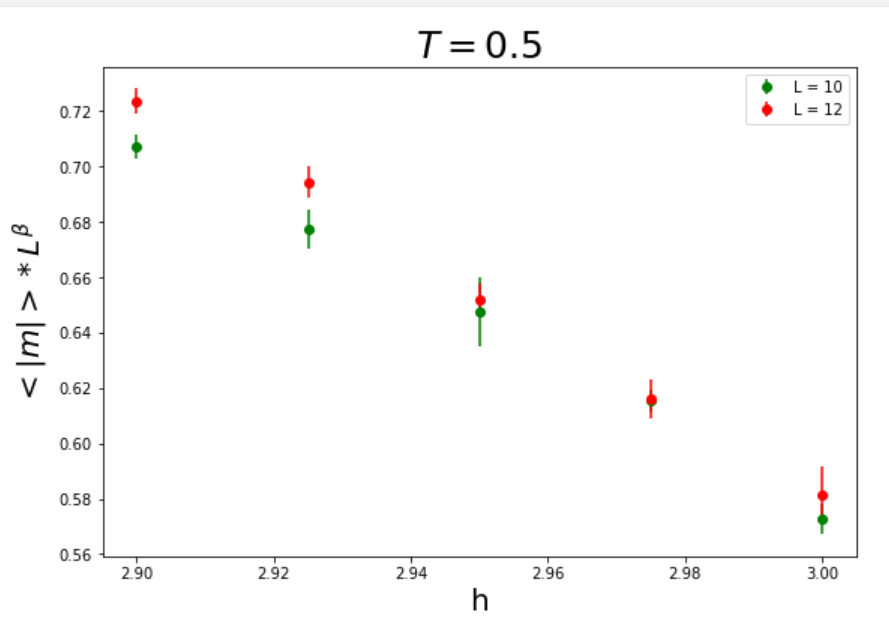 T = 0.5
L = 10
L = 12
0.72
0.70
0.68
0.66
0.64
0.62
0.60
0.58
0.56
< |m| > * L^β
2.90 2.92 2.94 2.96 2.98 3.00
h